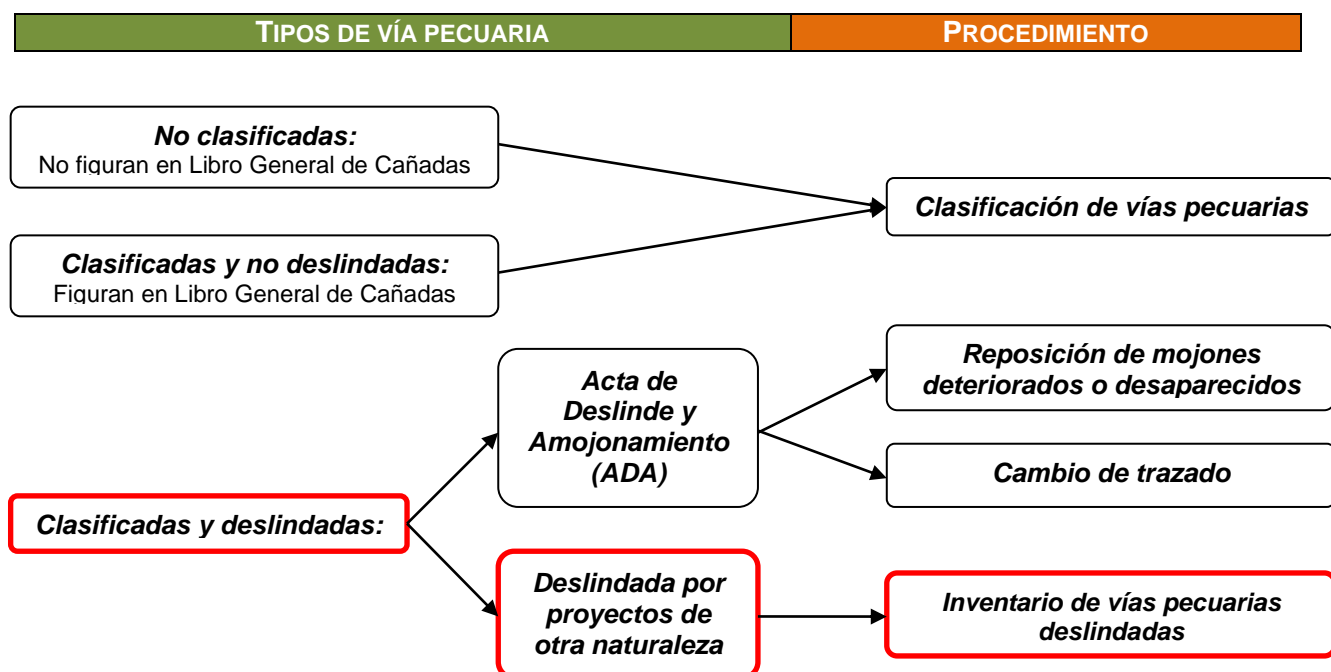 TIPOS DE VÍA PECUARIA
PROCEDIMIENTO
No clasificadas:
No figuran en Libro General de Cañadas
Clasificación de vías pecuarias
Clasificadas y no deslindadas:
Figuran en Libro General de Cañadas
Acta de
Deslinde y
Amojonamiento
(ADA)
Reposición de mojones
deteriorados o desaparecidos
Cambio de trazado
Clasificadas y deslindadas:
Deslindada por
proyectos de
otra naturaleza
Inventario de vías pecuarias
deslindadas